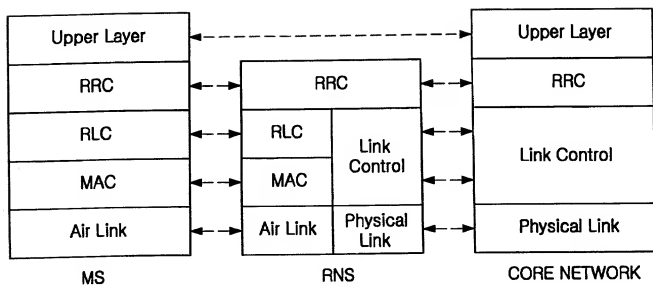 Upper Layer
RRC
RLC
MAC
Air Link
MS
RRC
RLC
MAC
Air Link
Link
Control
Physical
Link
RNS
Upper Layer
RRC
Link Control
Physical Link
CORE NETWORK